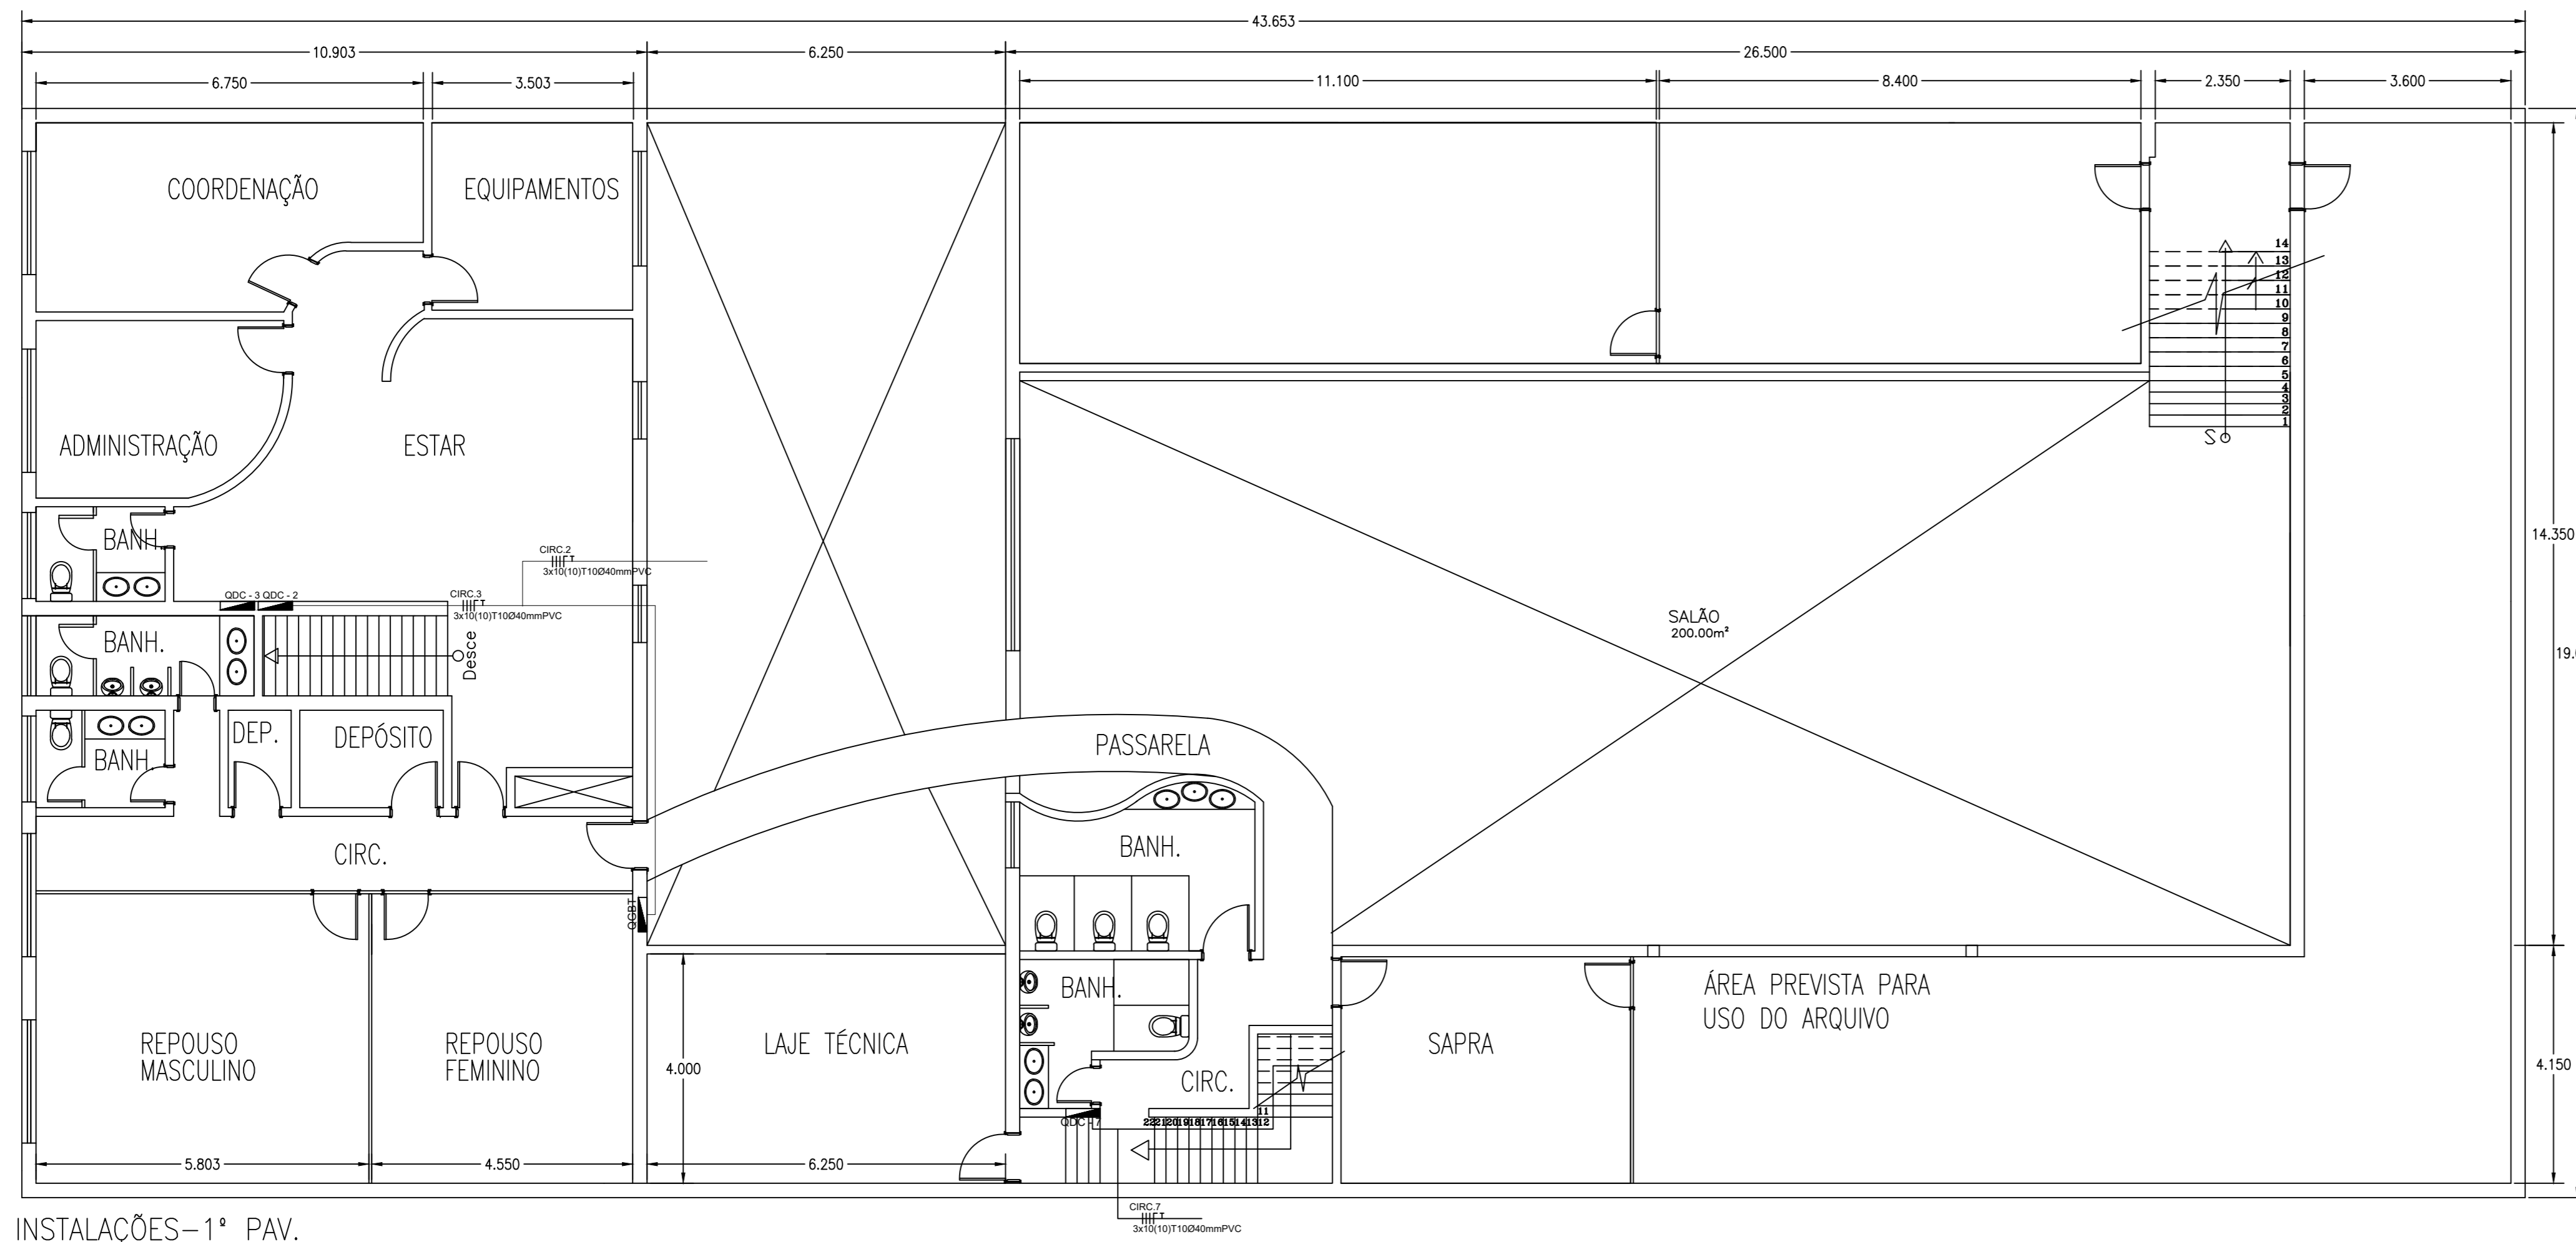 43.653
10.903
6.250
26.500
6.750
3.503
11.100
8.400
2.350
3.600
COORDENAÇÃO
EQUIPAMENTOS
14
13
12
11
10
9
8
7
6
5
4
3
2
1
S
ADMINISTRAÇÃO
ESTAR
14.350
BANH.
CIRC.2
3x10(10)T10Ø40mmPVC
QDC - 3
QDC - 2
CIRC.3
3x10(10)T10Ø40mmPVC
SALÃO
200.00m²
BANH.
Desce
DEP.
DEPÓSITO
BANH.
PASSARELA
CIRC.
BANH.
QGBT
BANH.
ÁREA PREVISTA PARA
USO DO ARQUIVO
REPOUSO
MASCULINO
REPOUSO
FEMININO
LAJE TÉCNICA
SAPRA
4.000
4.150
CIRC.
11
QDC - 7
22 21 20 19 18 17 16 15 14 13 12
5.803
4.550
6.250
CIRC.7
3x10(10)T10Ø40mmPVC
INSTALAÇÕES-1º PAV.